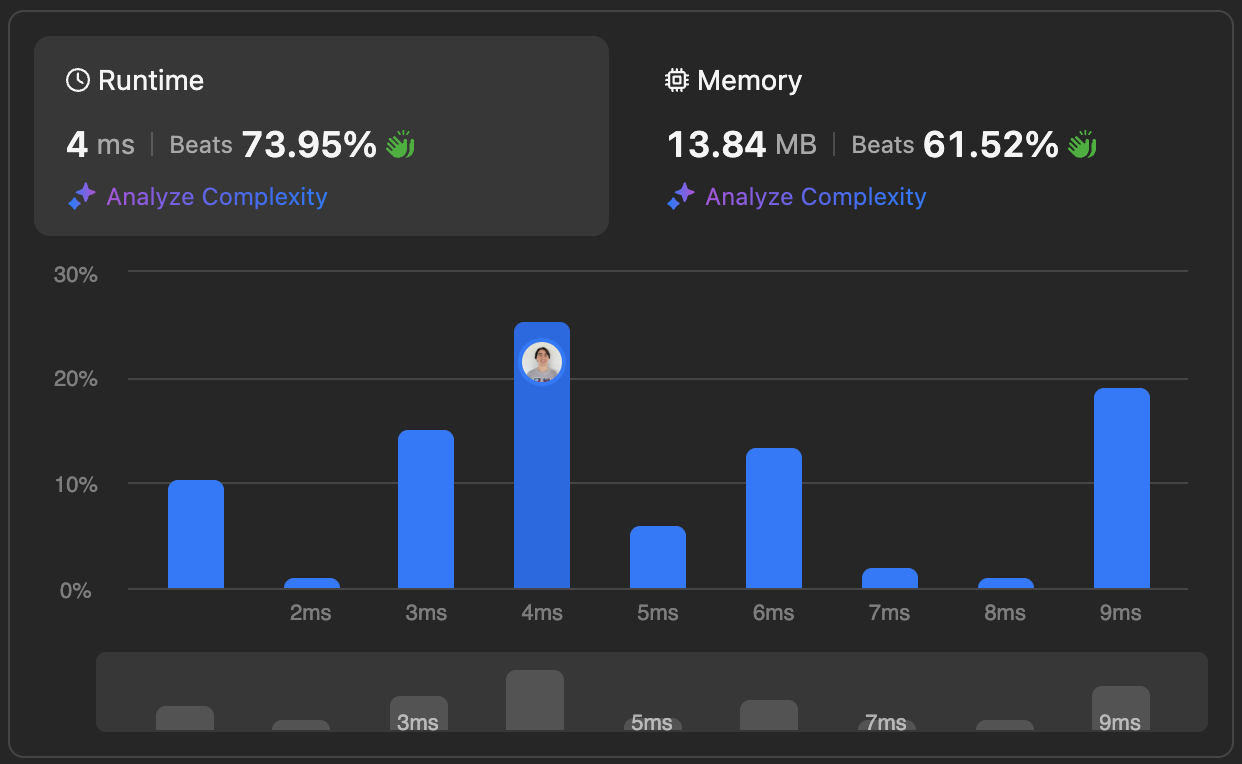 Runtime
4 ms | Beats 73.95%
Analyze Complexity
Memory
13.84 MB | Beats 61.52%
Analyze Complexity
30%
20%
10%
0%
2ms 3ms 4ms 5ms 6ms 7ms 8ms 9ms
3ms 5ms 7ms 9ms